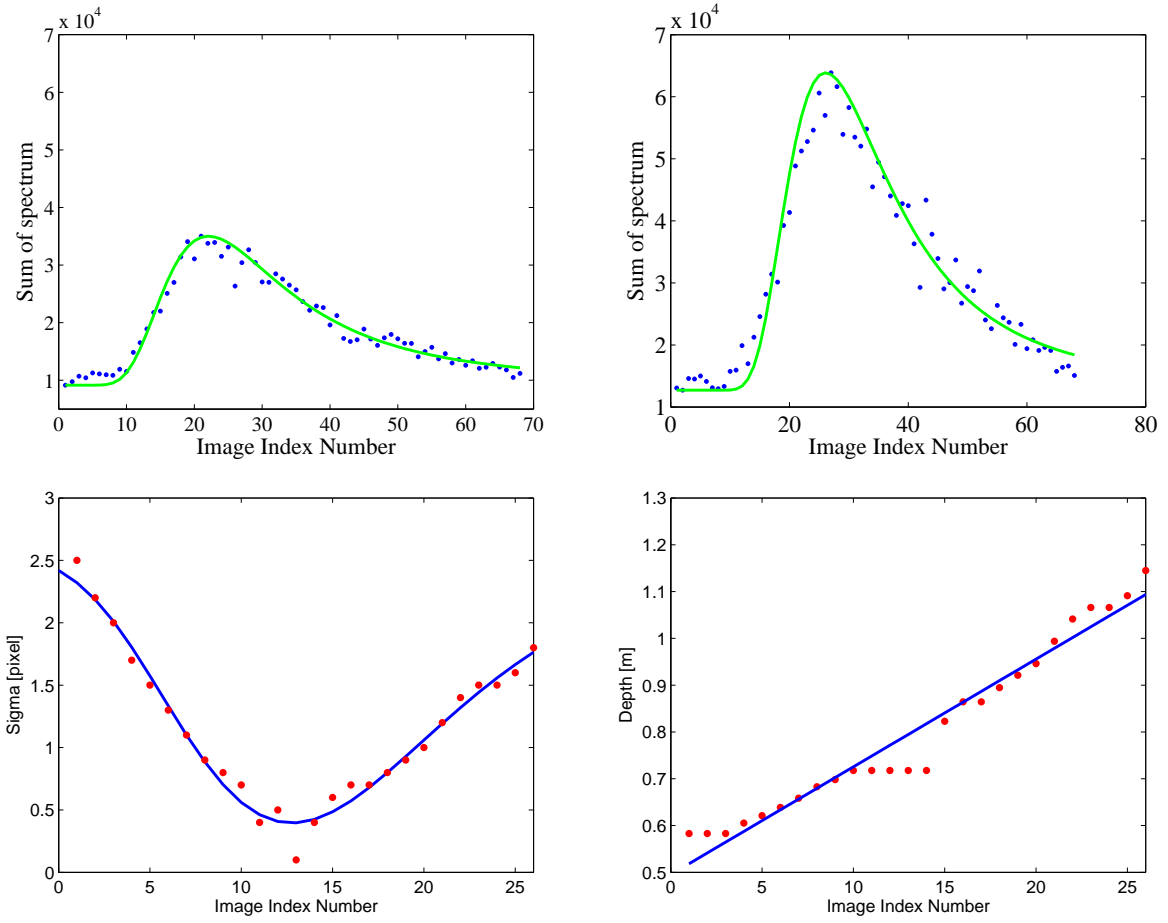 x 10⁴
7
6
5
4
3
2
1
Sum of spectrum
0 10 20 30 40 50 60 70
Image Index Number
x 10⁴
7
6
5
4
3
2
1
Sum of spectrum
0 20 40 60 80
Image Index Number
3
2.5
2
1.5
1
0.5
0
Sigma [pixel]
0 5 10 15 20 25
Image Index Number
1.3
1.2
1.1
1
0.9
0.8
0.7
0.6
0.5
Depth [m]
0 5 10 15 20 25
Image Index Number